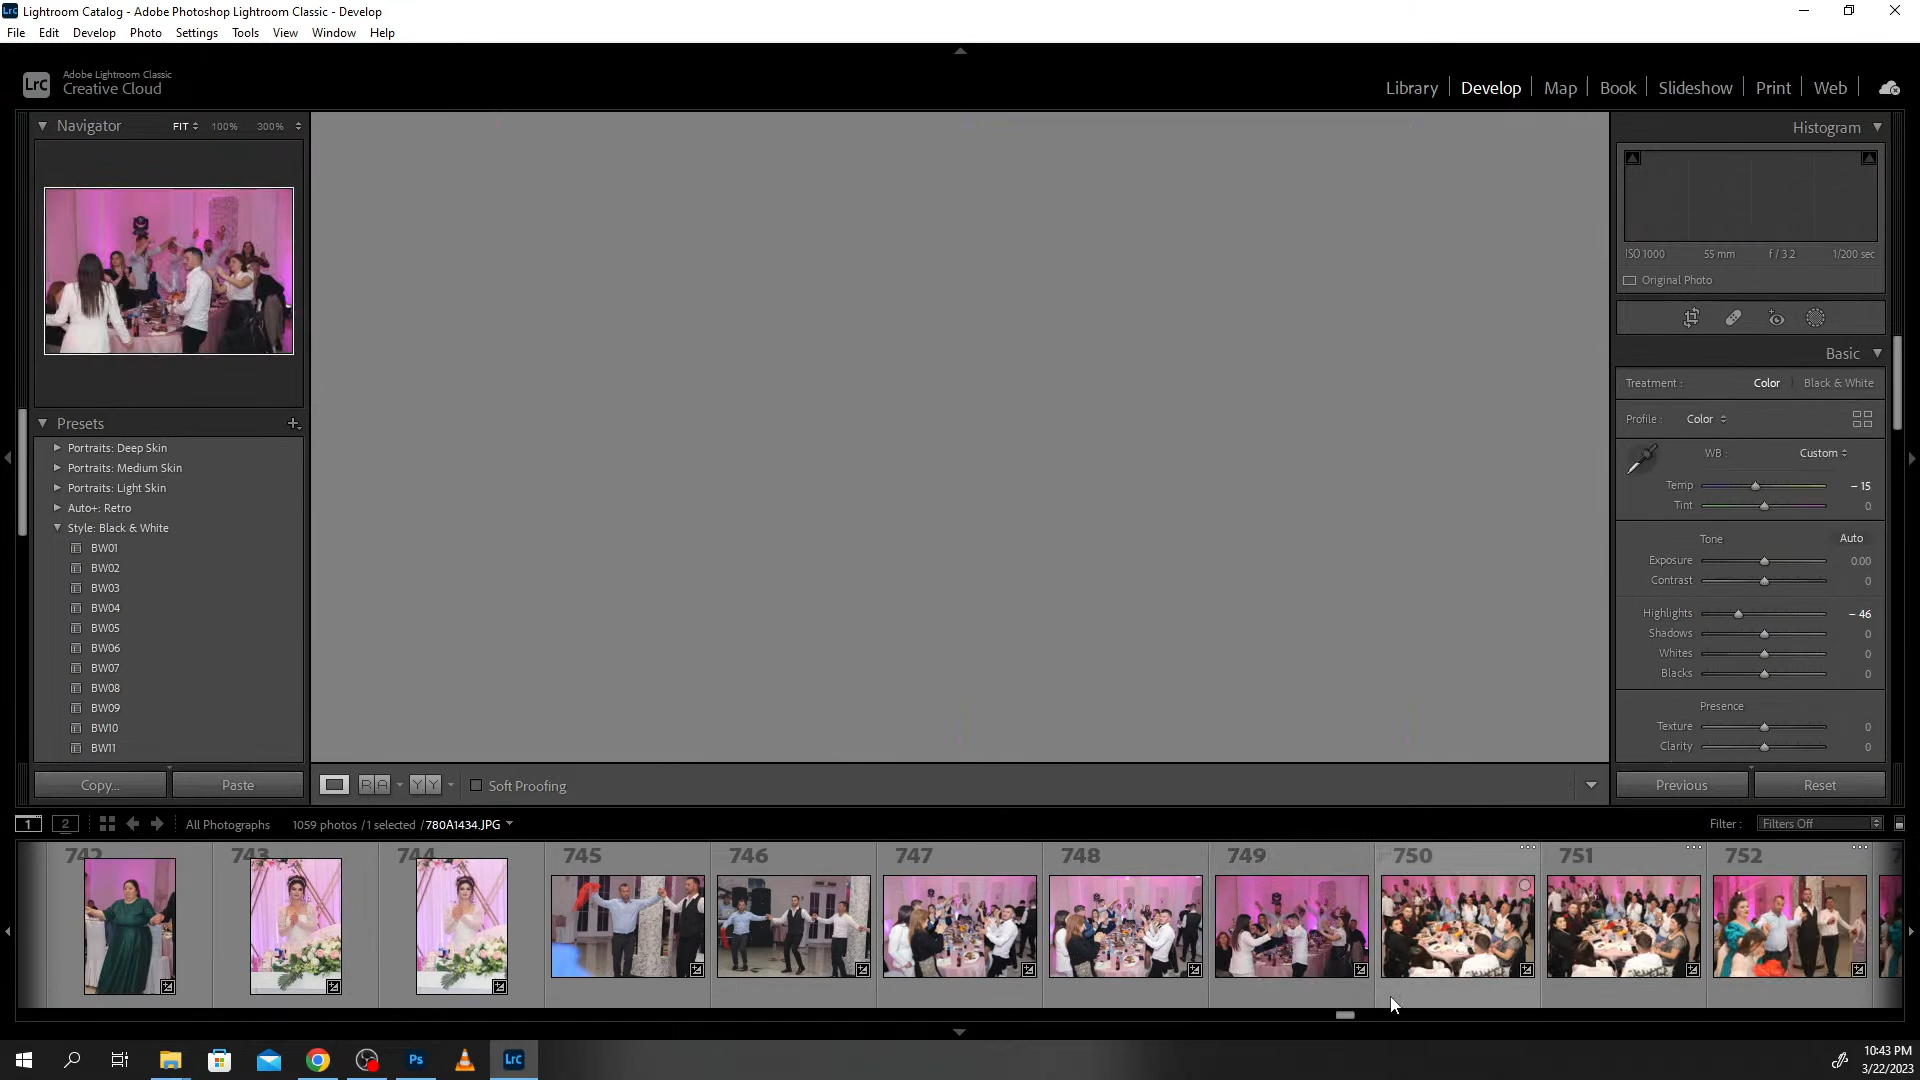 Lightroom Catalog - Adobe Photoshop Lightroom Classic - Develop
File Edit Develop Photo Settings Tools View Window Help
LrC Adobe Lightroom Classic
Creative Cloud
Library Develop Map Book Slideshow Print Web
Navigator FIT 100% 300%
Histogram
ISO 1000 55 mm f / 3.2 1/200 sec
Original Photo
Basic
Treatment : Color Black & White
Profile : Color
WB : Custom
Temp – 15
Tint 0
Tone Auto
Exposure 0.00
Contrast 0
Highlights – 46
Shadows 0
Whites 0
Blacks 0
Presence
Texture 0
Clarity 0
Previous Reset
Presets
Portraits: Deep Skin
Portraits: Medium Skin
Portraits: Light Skin
Auto+: Retro
Style: Black & White
BW01
BW02
BW03
BW04
BW05
BW06
BW07
BW08
BW09
BW10
BW11
Copy... Paste
R A Y Y Soft Proofing
1 2 All Photographs 1059 photos / 1 selected / 780A1434.JPG
Filter : Filters Off
742 743 744 745 746 747 748 749 750 751 752
Ps LrC
10:43 PM
3/22/2023